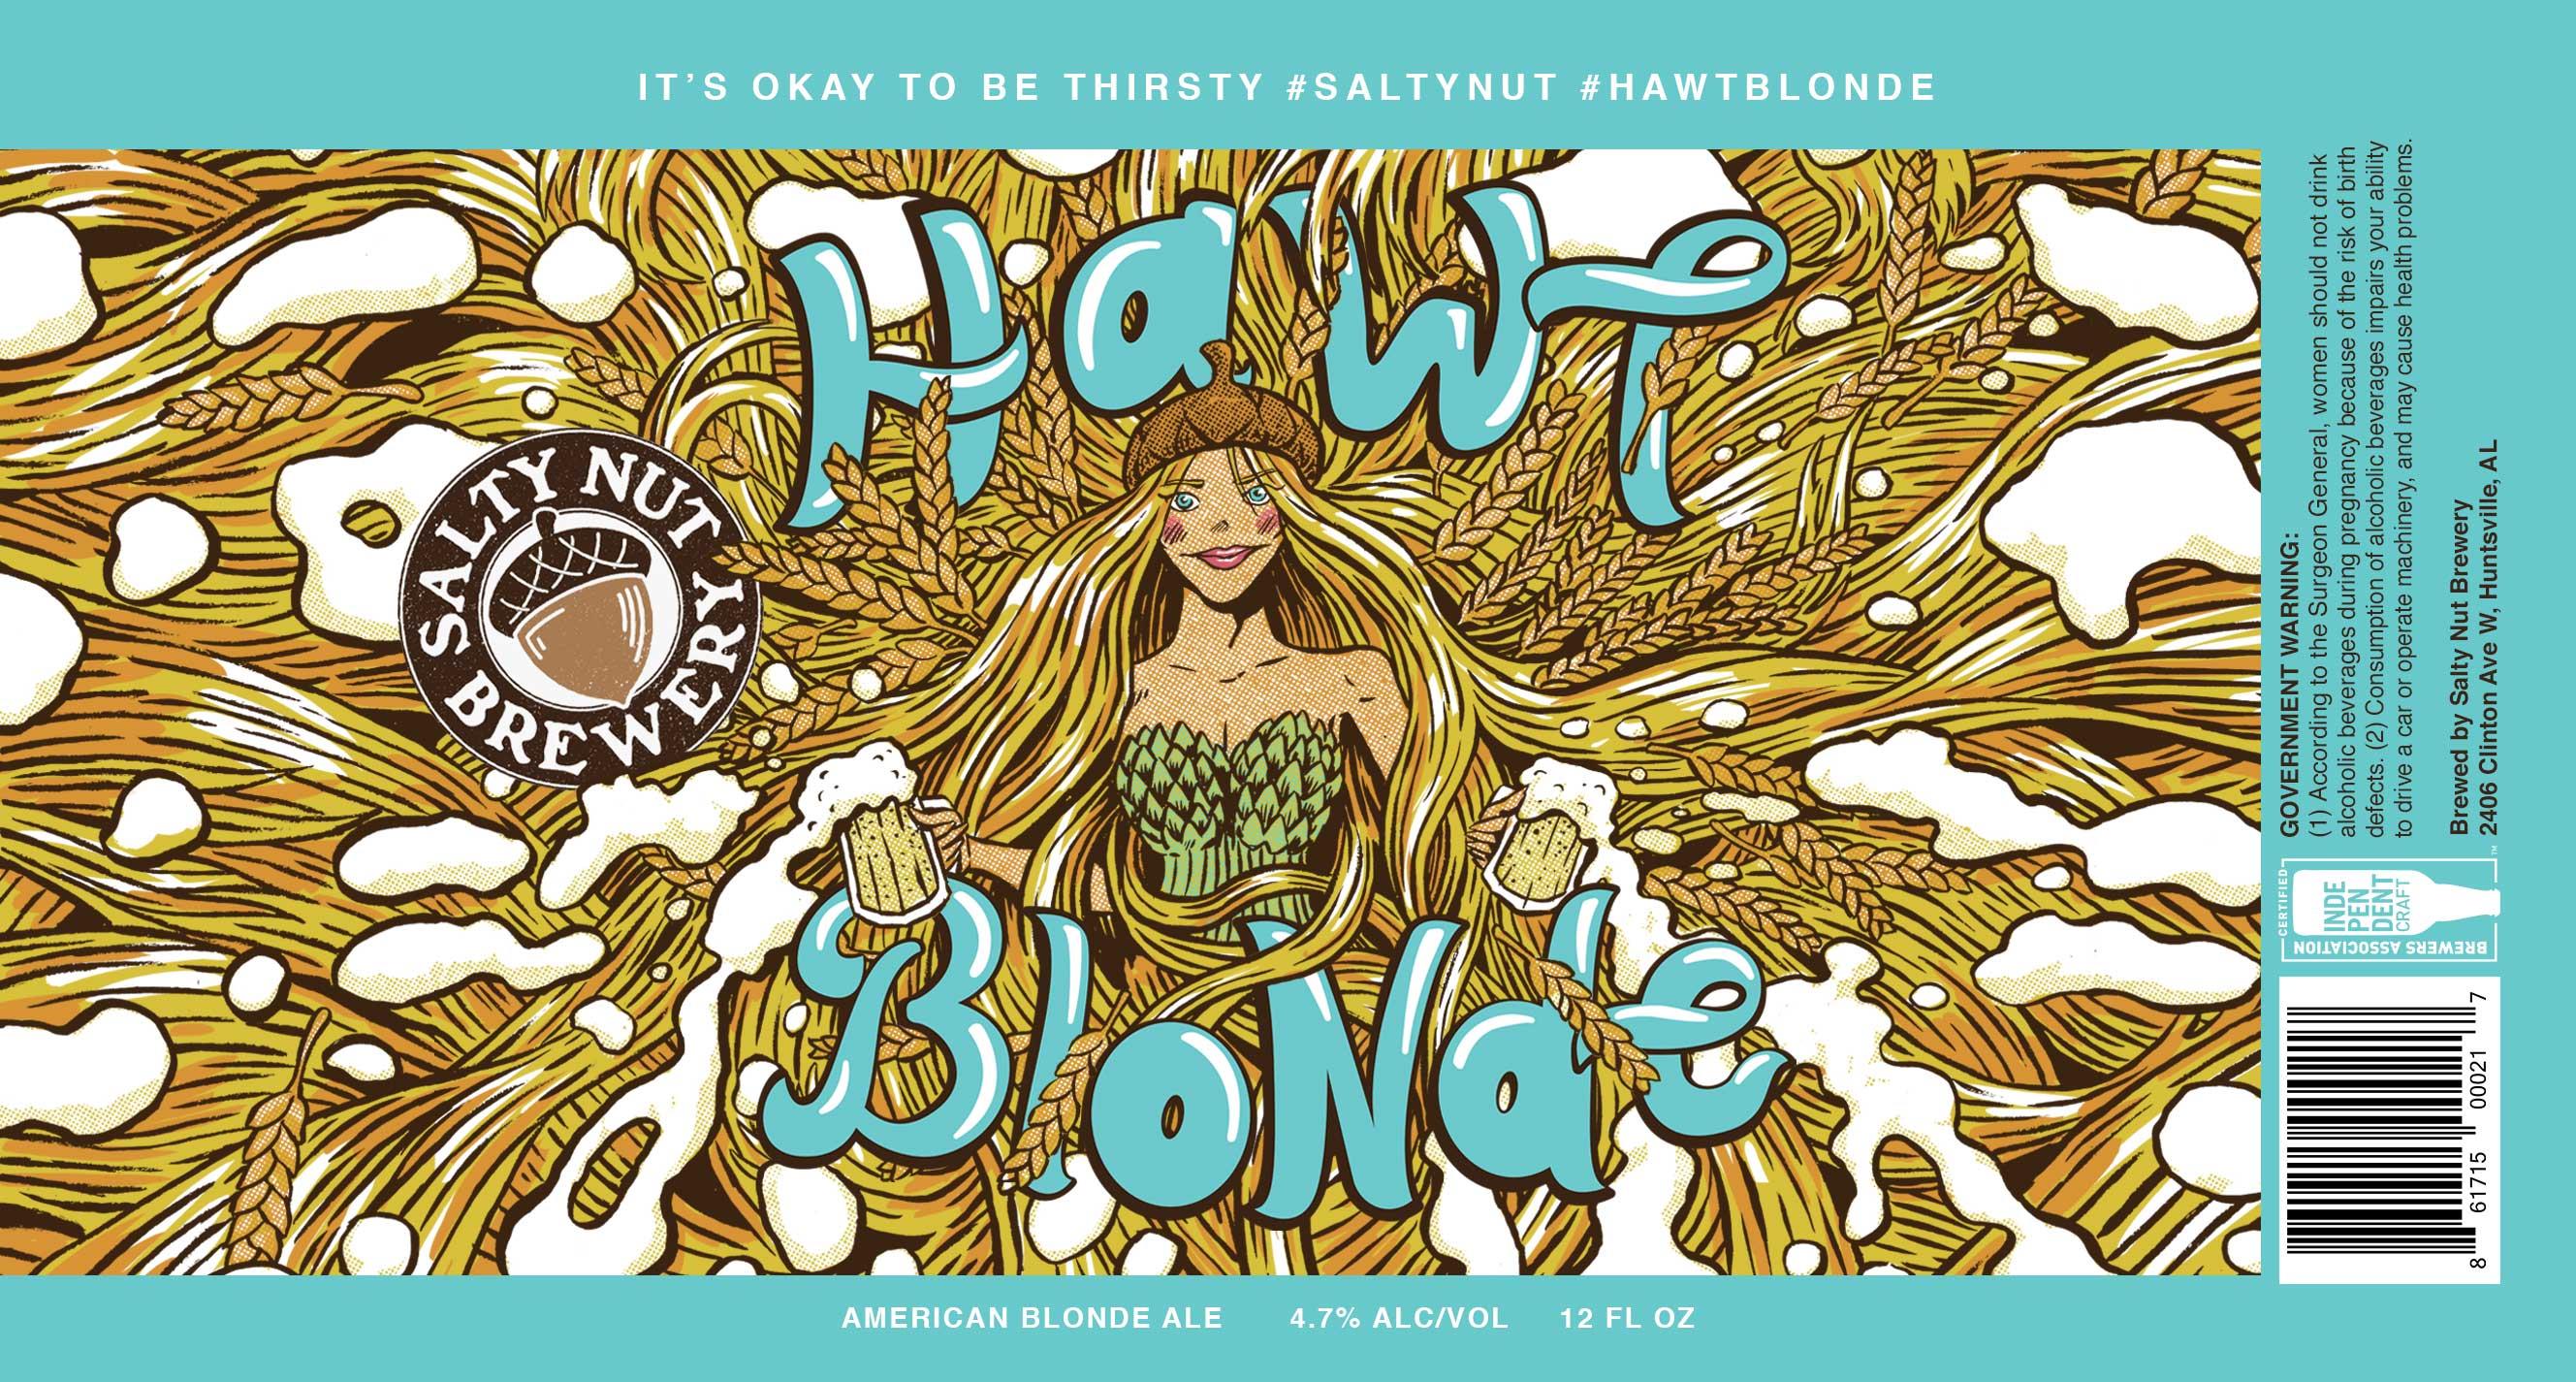 IT'S OKAY TO BE THIRSTY #SALTYNUT #HAWTBLONDE
HaWT
SALTY NUT
BREWERY
BloNde
AMERICAN BLONDE ALE 4.7% ALC/VOL 12 FL OZ
GOVERNMENT WARNING:
(1) According to the Surgeon General, women should not drink
alcoholic beverages during pregnancy because of the risk of birth
defects. (2) Consumption of alcoholic beverages impairs your ability
to drive a car or operate machinery, and may cause health problems.
Brewed by Salty Nut Brewery
2406 Clinton Ave W, Huntsville, AL
CERTIFIED
INDE
PEN
DENT
CRAFT
BREWERS ASSOCIATION
TM
8 61715 00021 7